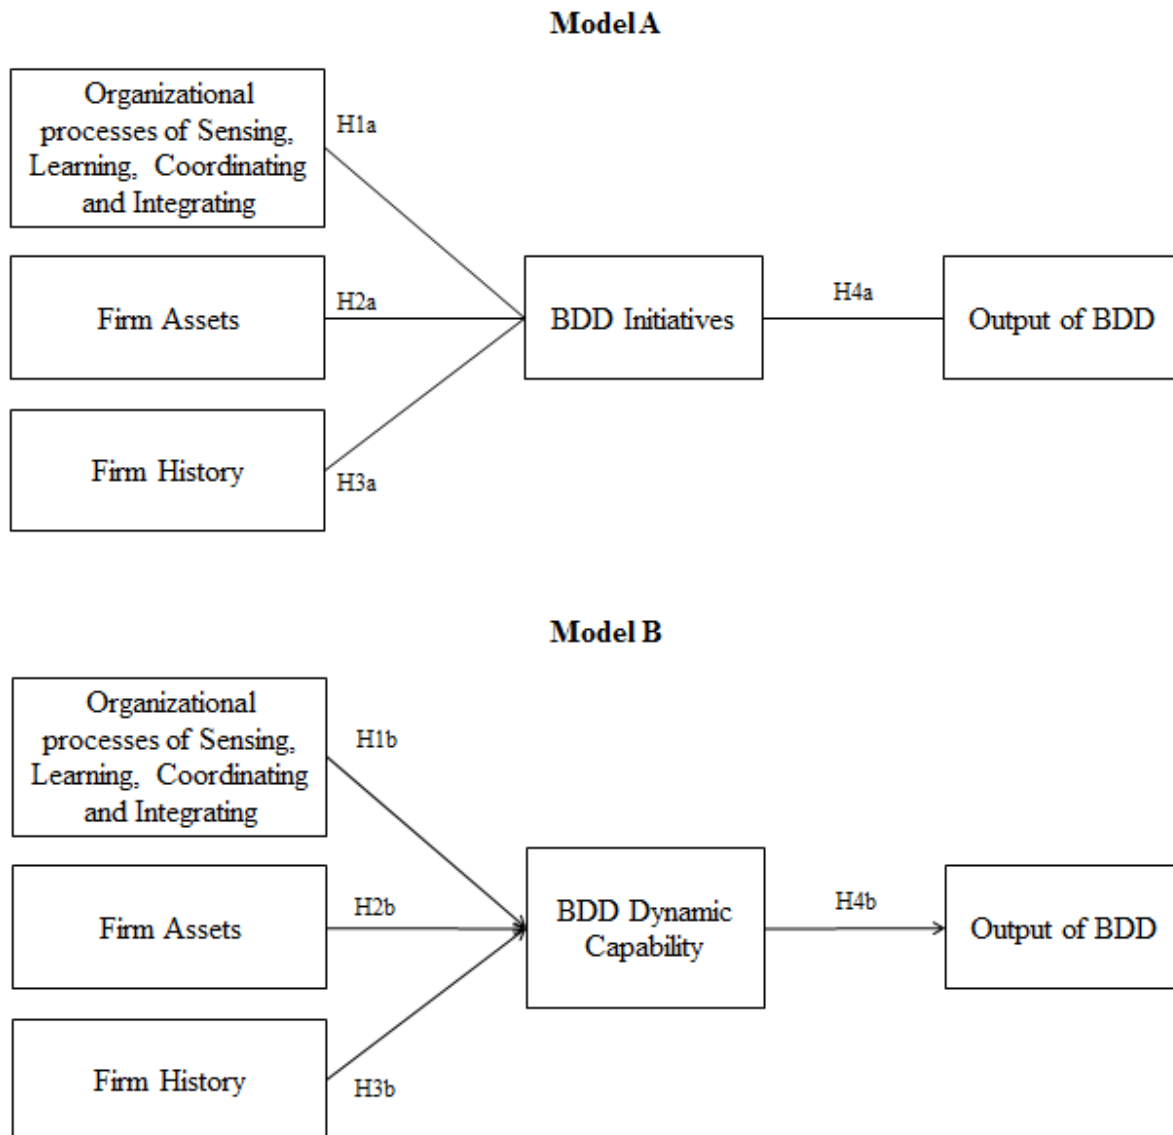 Model A
Organizational
processes of Sensing,
Learning, Coordinating
and Integrating
H1a
Firm Assets
H2a
BDD Initiatives
H4a
Output of BDD
Firm History
H3a
Model B
Organizational
processes of Sensing,
Learning, Coordinating
and Integrating
H1b
Firm Assets
H2b
BDD Dynamic
Capability
H4b
Output of BDD
Firm History
H3b